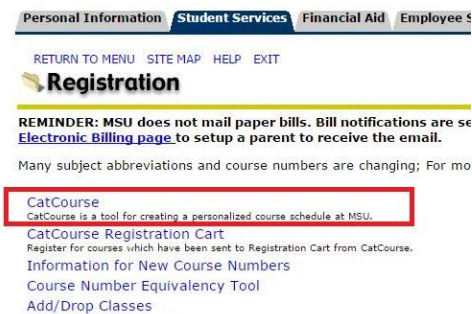 Personal Information Student Services Financial Aid Employee
RETURN TO MENU SITE MAP HELP EXIT
Registration
REMINDER: MSU does not mail paper bills. Bill notifications are
Electronic Billing page to setup a parent to receive the email.
Many subject abbreviations and course numbers are changing; For
CatCourse
CatCourse is a tool for creating a personalized course schedule at MSU.
CatCourse Registration Cart
Register for courses which have been sent to Registration Cart from CatCourse.
Information for New Course Numbers
Course Number Equivalency Tool
Add/Drop Classes